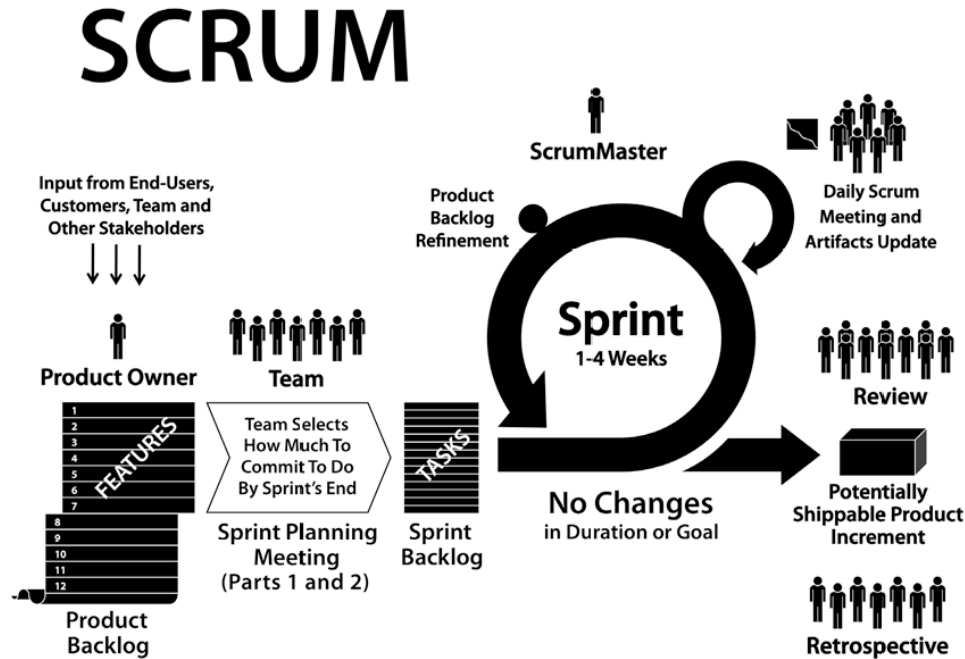 SCRUM
Input from End-Users,
Customers, Team and
Other Stakeholders
Product Owner
Team
1
2
3
4
5
6
7
FEATURES
8
9
10
11
12
Product
Backlog
Team Selects
How Much To
Commit To Do
By Sprint's End
Sprint Planning
Meeting
(Parts 1 and 2)
TASKS
Sprint
Backlog
ScrumMaster
Product
Backlog
Refinement
Sprint
1-4 Weeks
No Changes
in Duration or Goal
Daily Scrum
Meeting and
Artifacts Update
Review
Potentially
Shippable Product
Increment
Retrospective